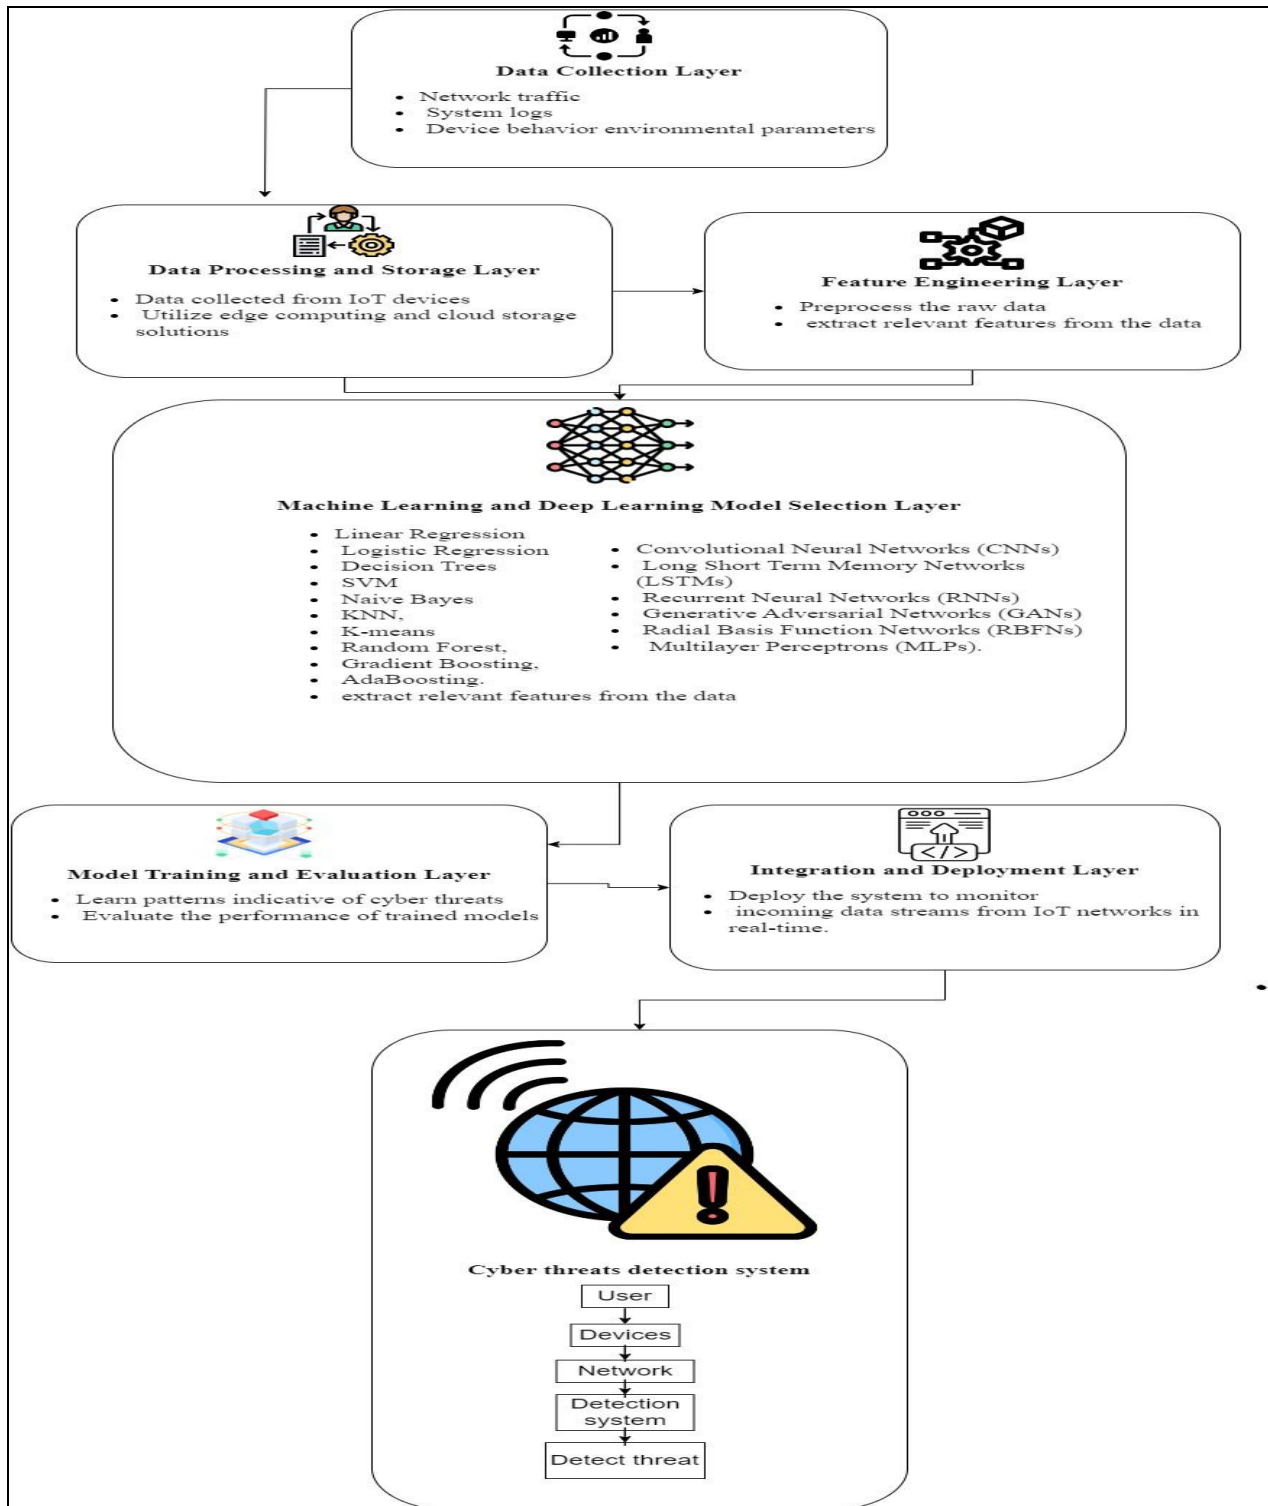 Data Collection Layer
• Network traffic
• System logs
• Device behavior environmental parameters
Data Processing and Storage Layer
• Data collected from IoT devices
• Utilize edge computing and cloud storage
solutions
Feature Engineering Layer
• Preprocess the raw data
• extract relevant features from the data
Machine Learning and Deep Learning Model Selection Layer
• Linear Regression
• Logistic Regression
• Decision Trees
• SVM
• Naive Bayes
• KNN,
• K-means
• Random Forest,
• Gradient Boosting,
• AdaBoosting.
• extract relevant features from the data
• Convolutional Neural Networks (CNNs)
• Long Short Term Memory Networks
(LSTMs)
• Recurrent Neural Networks (RNNs)
• Generative Adversarial Networks (GANs)
• Radial Basis Function Networks (RBFNs)
• Multilayer Perceptrons (MLPs).
Model Training and Evaluation Layer
• Learn patterns indicative of cyber threats
• Evaluate the performance of trained models
Integration and Deployment Layer
• Deploy the system to monitor
• incoming data streams from IoT networks in
real-time.
Cyber threats detection system
User
Devices
Network
Detection
system
Detect threat